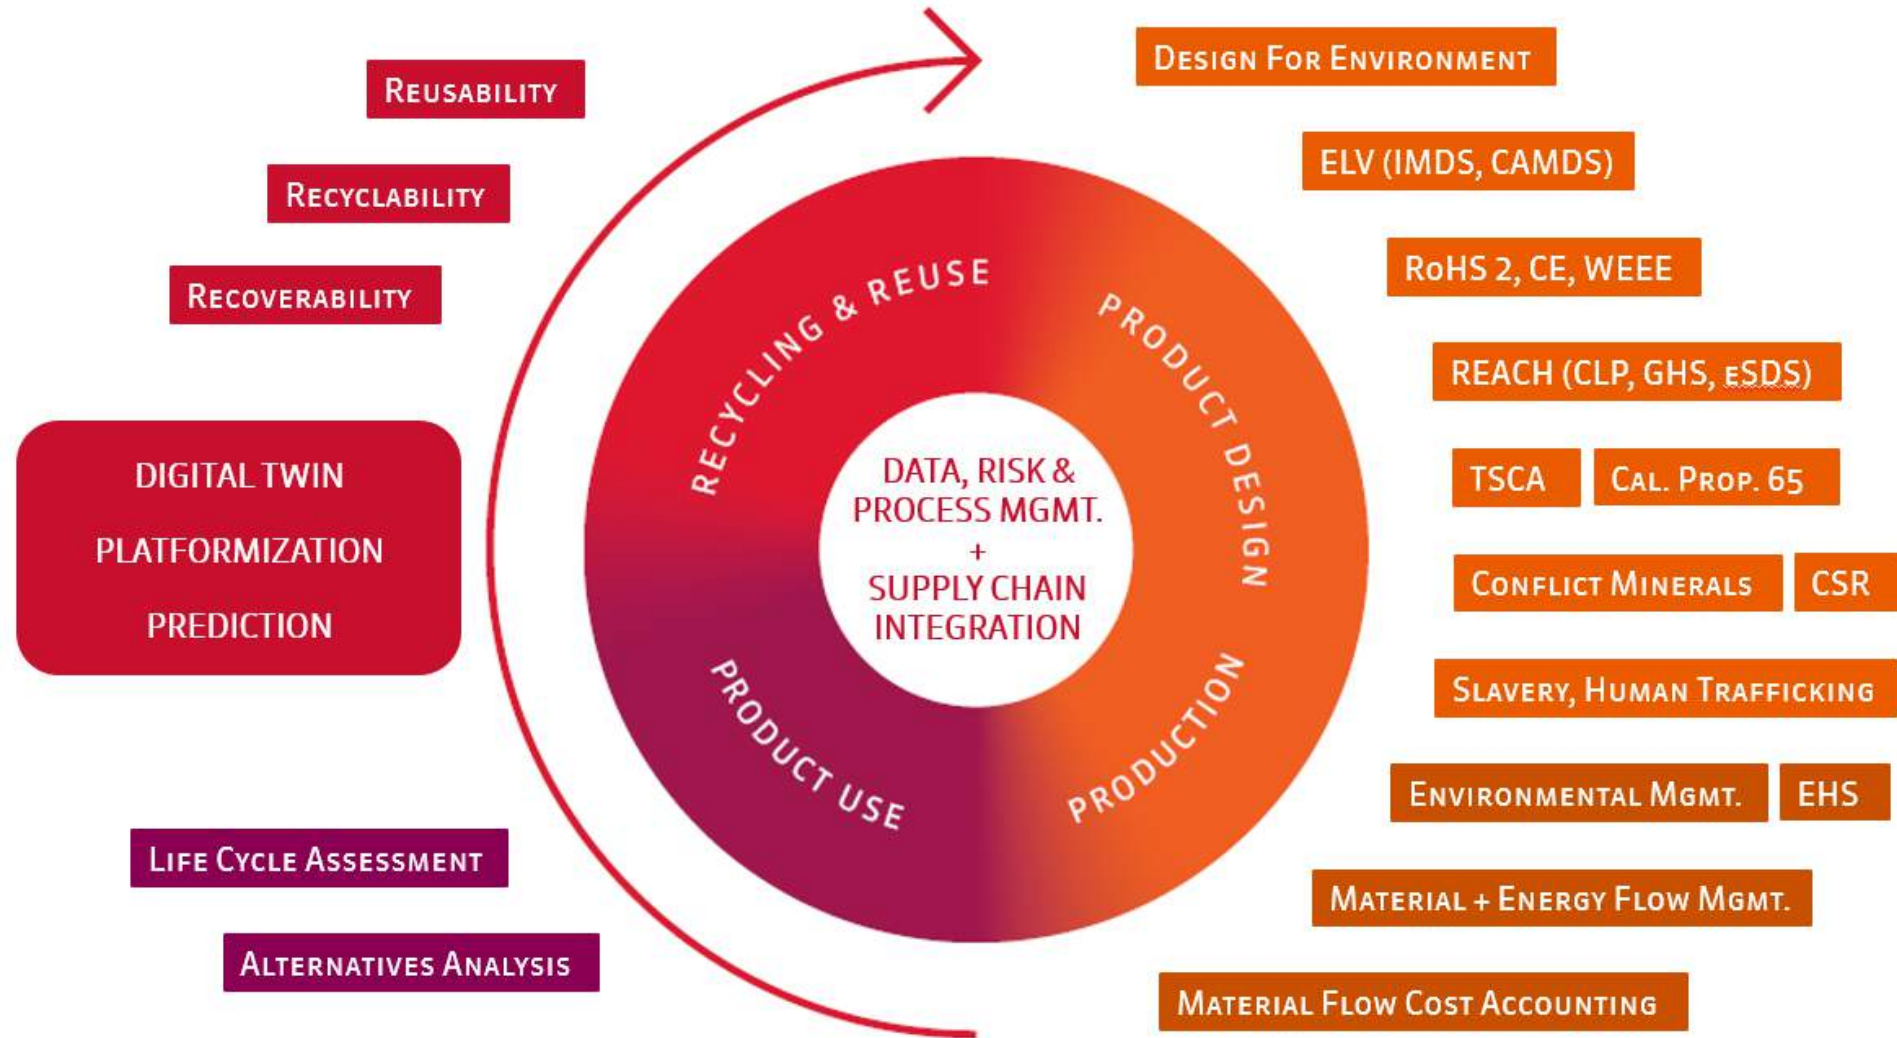 Reusability
Recyclability
Recoverability
DIGITAL TWIN
PLATFORMIZATION
PREDICTION
Life Cycle Assessment
Alternatives Analysis
RECYCLING & REUSE
PRODUCT DESIGN
PRODUCTION
PRODUCT USE
DATA, RISK &
PROCESS MGMT.
+
SUPPLY CHAIN
INTEGRATION
Design For Environment
ELV (IMDS, CAMDS)
RoHS 2, CE, WEEE
REACH (CLP, GHS, eSDS)
TSCA
Cal. Prop. 65
Conflict Minerals
CSR
Slavery, Human Trafficking
Environmental Mgmt.
EHS
Material + Energy Flow Mgmt.
Material Flow Cost Accounting